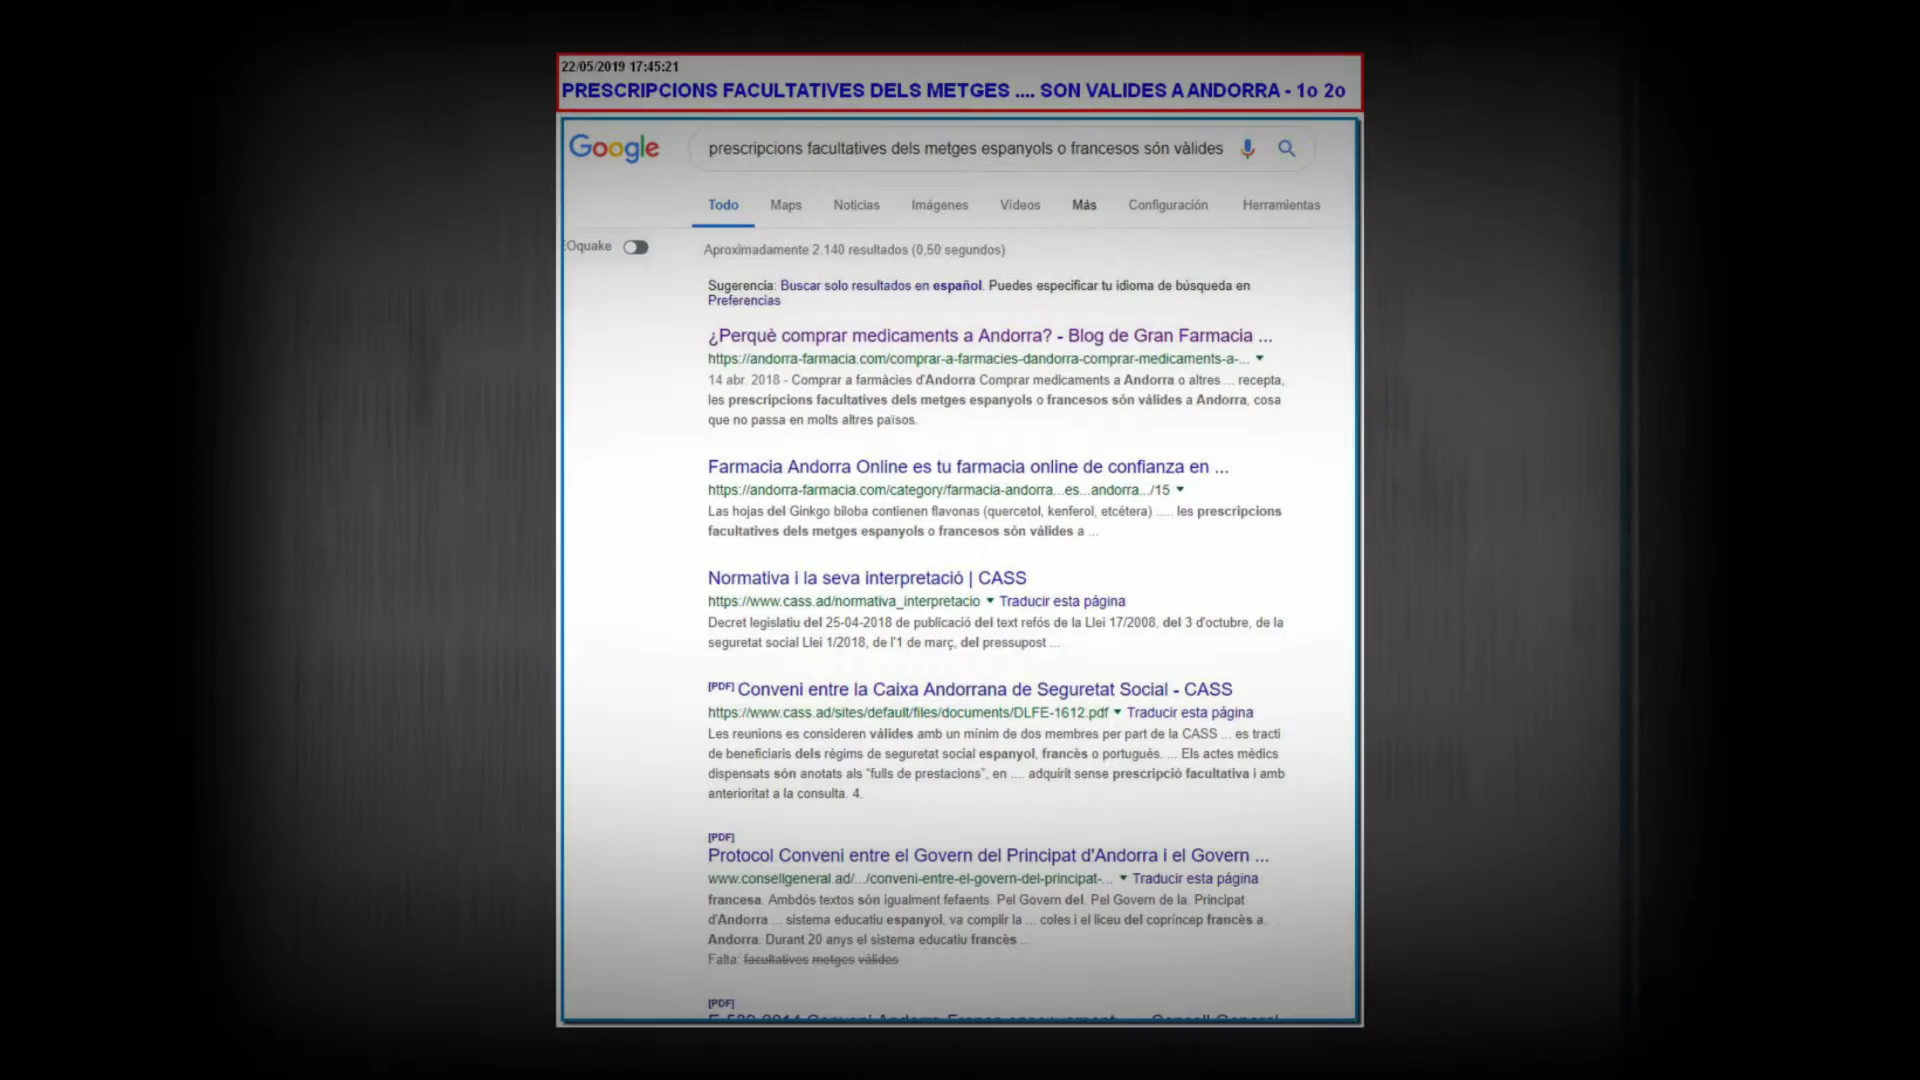 22/05/2019 17:45:21
PRESCRIPCIONS FACULTATIVES DELS METGES .... SON VALIDES A ANDORRA - 1o 2o
Google
prescripcions facultatives dels metges espanyols o francesos són vàlides
Todo Maps Noticias Imágenes Vídeos Más Configuración Herramientas
EOquake
Aproximadamente 2.140 resultados (0,50 segundos)
Sugerencia: Buscar solo resultados en español. Puedes especificar tu idioma de búsqueda en
Preferencias
¿Perquè comprar medicaments a Andorra? - Blog de Gran Farmacia ...
https://andorra-farmacia.com/comprar-a-farmacies-dandorra-comprar-medicaments-a-...
14 abr. 2018 - Comprar a farmàcies d'Andorra Comprar medicaments a Andorra o altres ... recepta,
les prescripcions facultatives dels metges espanyols o francesos són vàlides a Andorra, cosa
que no passa en molts altres països.
Farmacia Andorra Online es tu farmacia online de confianza en ...
https://andorra-farmacia.com/category/farmacia-andorra...es...andorra.../15
Las hojas del Ginkgo biloba contienen flavonas (quercetol, kenferol, etcétera) ..... les prescripcions
facultatives dels metges espanyols o francesos són vàlides a ...
Normativa i la seva interpretació | CASS
https://www.cass.ad/normativa_interpretacio Traducir esta página
Decret legislatiu del 25-04-2018 de publicació del text refós de la Llei 17/2008, del 3 d'octubre, de la
seguretat social Llei 1/2018, de l'1 de març, del pressupost ...
[PDF] Conveni entre la Caixa Andorrana de Seguretat Social - CASS
https://www.cass.ad/sites/default/files/documents/DLFE-1612.pdf Traducir esta página
Les reunions es consideren vàlides amb un mínim de dos membres per part de la CASS ... es tracti
de beneficiaris dels règims de seguretat social espanyol, francès o portuguès. ... Els actes mèdics
dispensats són anotats als "fulls de prestacions", en .... adquirit sense prescripció facultativa i amb
anterioritat a la consulta. 4.
[PDF]
Protocol Conveni entre el Govern del Principat d'Andorra i el Govern ...
www.consellgeneral.ad/.../conveni-entre-el-govern-del-principat-... Traducir esta página
francesa. Ambdós textos són igualment fefaents. Pel Govern del. Pel Govern de la. Principat
d'Andorra ... sistema educatiu espanyol, va complir la ... coles i el liceu del copríncep francès a.
Andorra. Durant 20 anys el sistema educatiu francès ...
Falta: facultatives metges vàlides
[PDF]